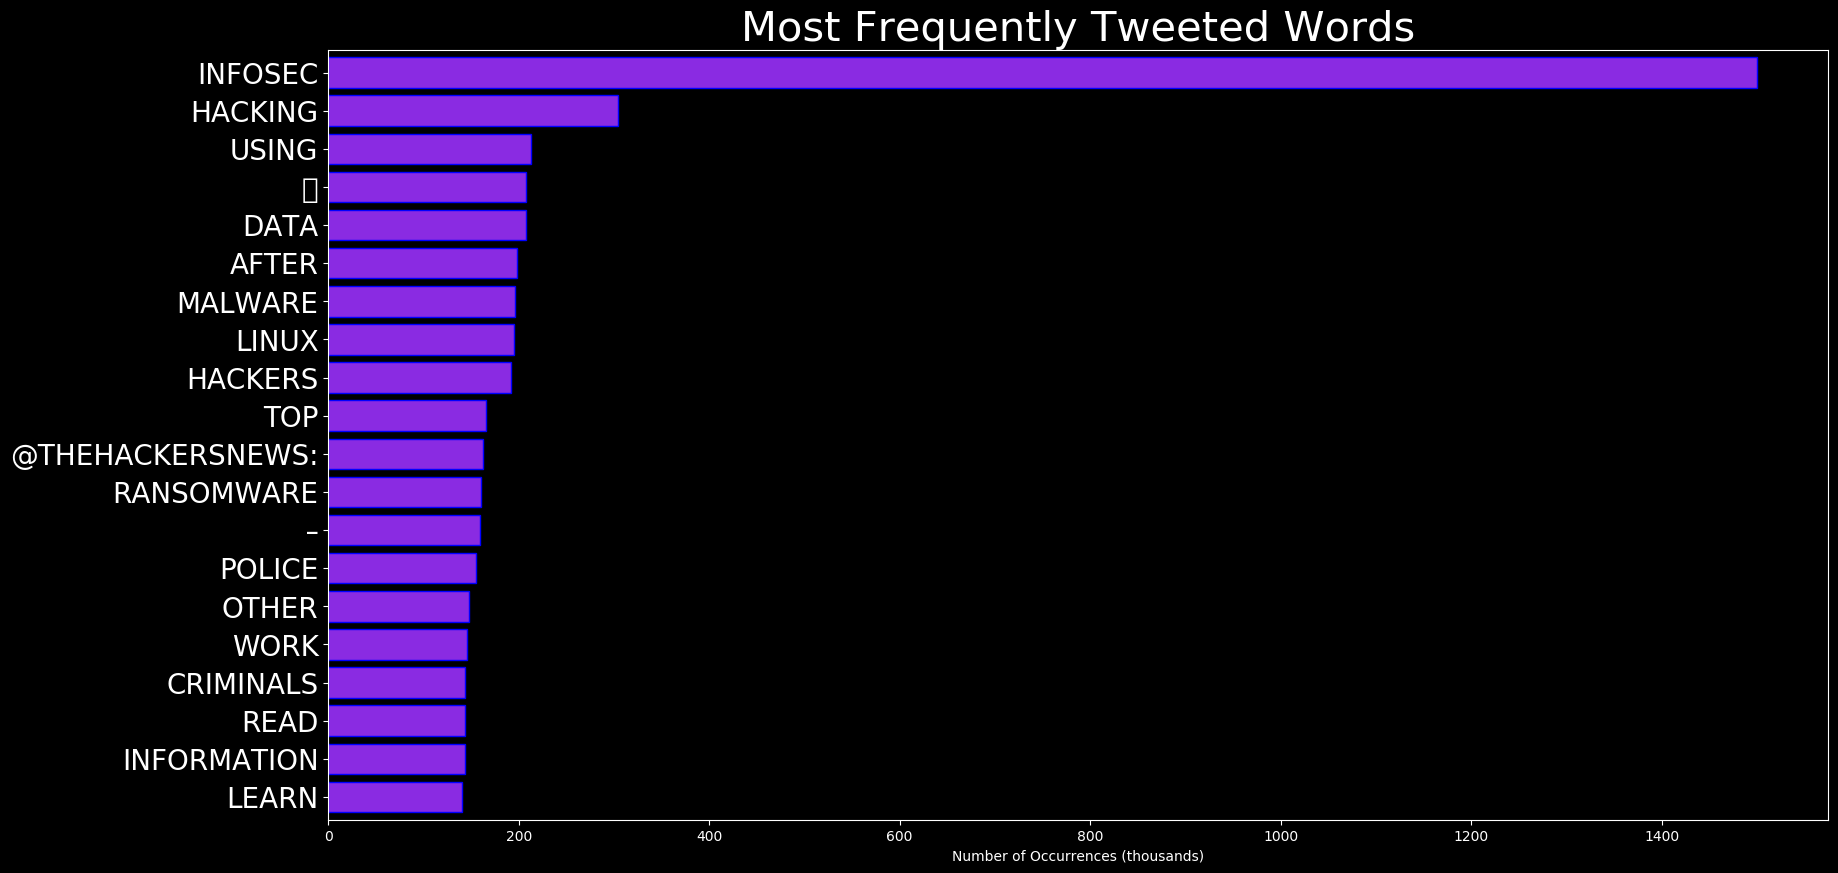 Most Frequently Tweeted Words
INFOSEC
HACKING
USING
DATA
AFTER
MALWARE
LINUX
HACKERS
TOP
@THEHACKERSNEWS:
RANSOMWARE
–
POLICE
OTHER
WORK
CRIMINALS
READ
INFORMATION
LEARN
0 200 400 600 800 1000 1200 1400
Number of Occurrences (thousands)